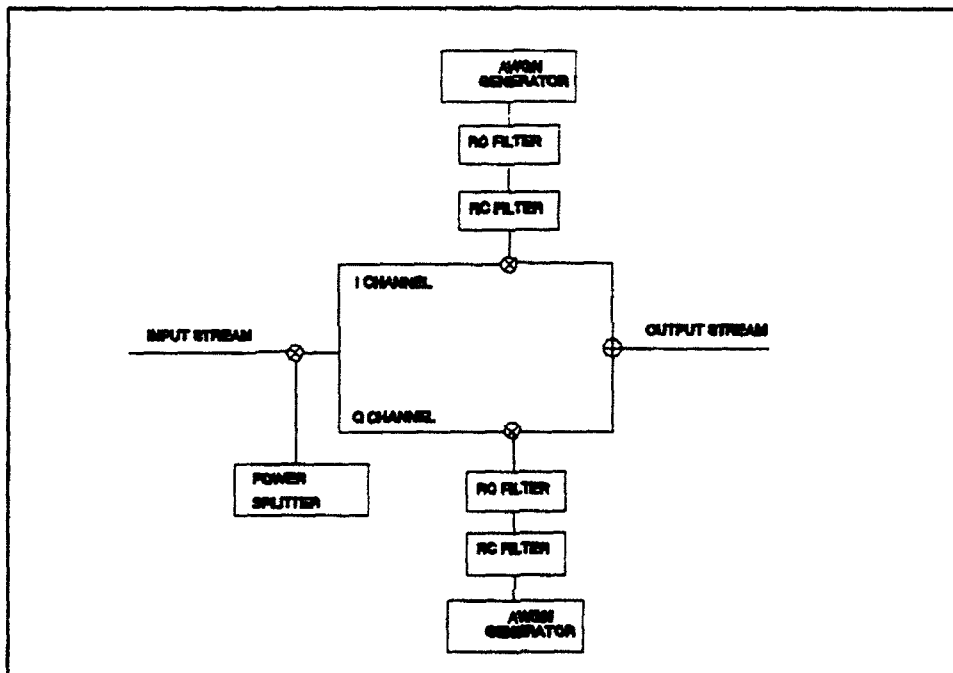 AWGN
GENERATOR
RC FILTER
RC FILTER
I CHANNEL
INPUT STREAM
OUTPUT STREAM
Q CHANNEL
POWER
SPLITTER
RC FILTER
RC FILTER
AWGN
GENERATOR